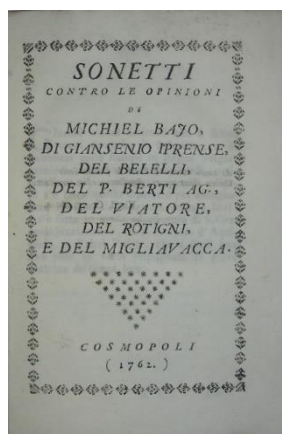 SONETTI
CONTRO LE OPINIONI
DI
MICHIEL BAJO,
DI GIANSENIO IPRENSE,
DEL BELELLI,
DEL P. BERTI AG.,
DEL VIATORE,
DEL ROTIGNI,
E DEL MIGLIAVACCA.
COSMOPOLI
( 1762. )